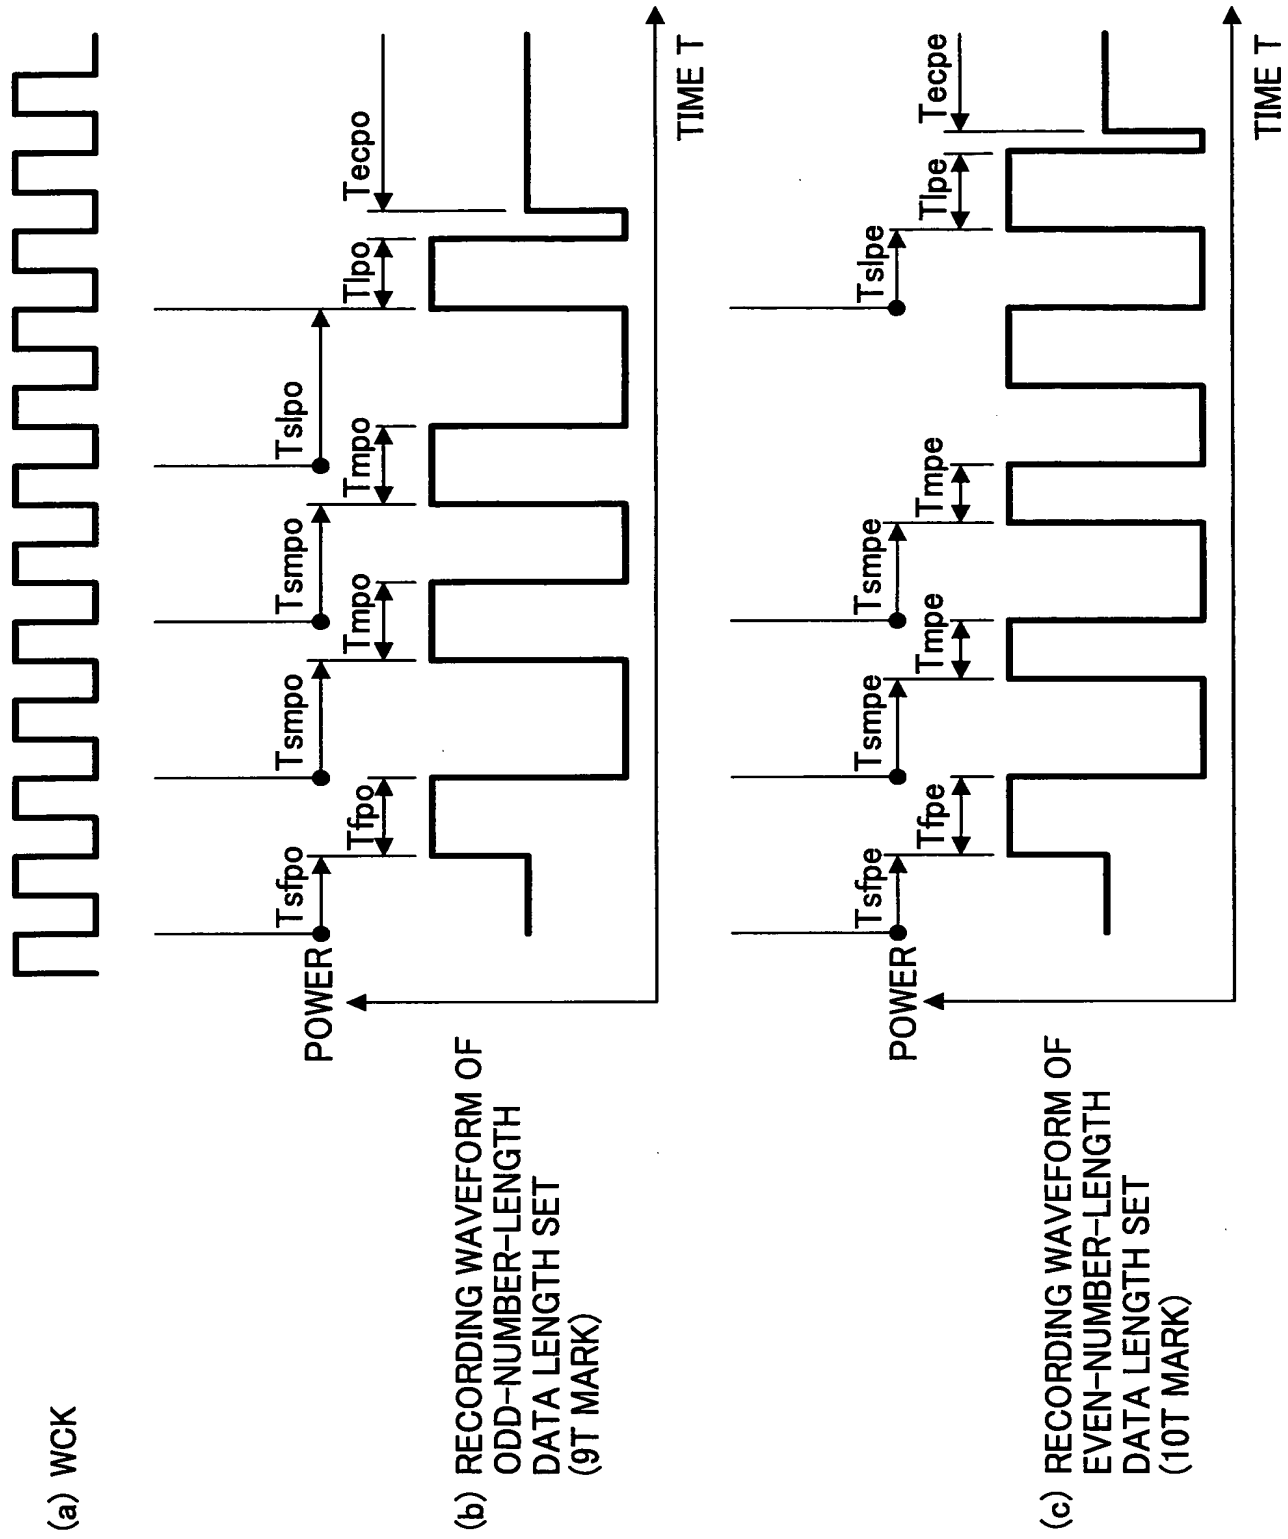 (a) WCK
(b) RECORDING WAVEFORM OF
ODD-NUMBER-LENGTH
DATA LENGTH SET
(9T MARK)
POWER
Tsfpo
Tsmpo
Tsmpo
Tslpo
Tfpo
Tmpo
Tmpo
Tlpo
Tecpo
TIME T
(c) RECORDING WAVEFORM OF
EVEN-NUMBER-LENGTH
DATA LENGTH SET
(10T MARK)
POWER
Tsfpe
Tsmpe
Tsmpe
Tslpe
Tfpe
Tmpe
Tmpe
Tlpe
Tecpe
TIME T